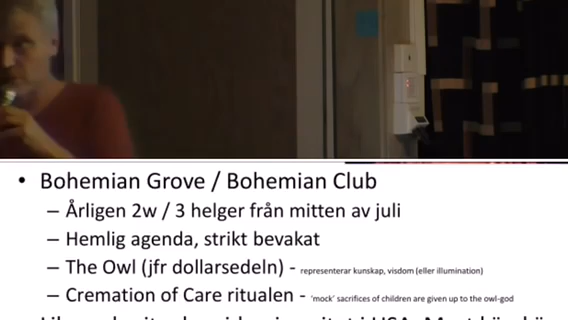 • Bohemian Grove / Bohemian Club
– Årligen 2w / 3 helger från mitten av juli
– Hemlig agenda, strikt bevakat
– The Owl (jfr dollarsedeln) - representerar kunskap, visdom (eller illumination)
– Cremation of Care ritualen - 'mock' sacrifices of children are given up to the owl-god